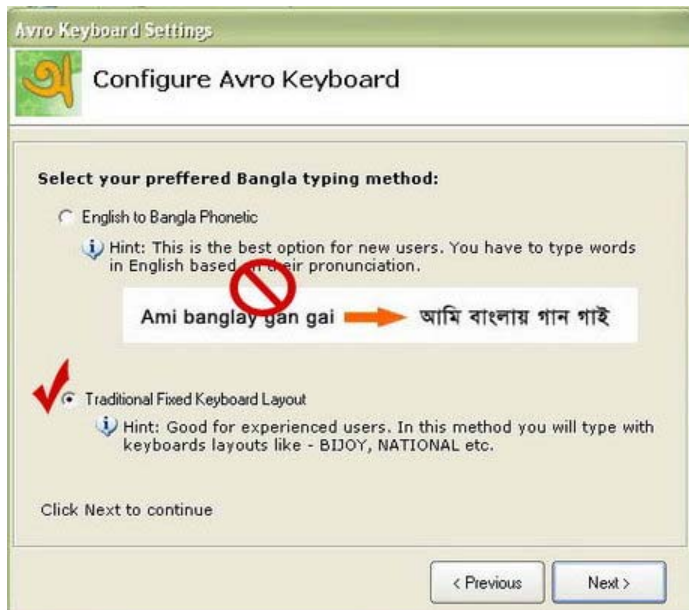 Avro Keyboard Settings
Configure Avro Keyboard
Select your preffered Bangla typing method:
English to Bangla Phonetic
Hint: This is the best option for new users. You have to type words
in English based on their pronunciation.
Ami banglay gan gai আমি বাংলায় গান গাই
Traditional Fixed Keyboard Layout
Hint: Good for experienced users. In this method you will type with
keyboards layouts like - BIJOY, NATIONAL etc.
Click Next to continue
< Previous Next >